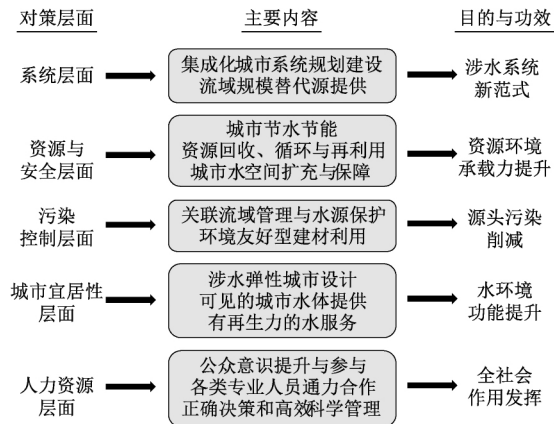 对策层面 主要内容 目的与功效
系统层面
集成化城市系统规划建设
流域规模替代源提供
涉水系统
新范式
资源与
安全层面
城市节水节能
资源回收、循环与再利用
城市水空间扩充与保障
资源环境
承载力提升
污染
控制层面
关联流域管理与水源保护
环境友好型建材利用
源头污染
削减
城市宜居性
层面
涉水弹性城市设计
可见的城市水体提供
有再生力的水服务
水环境
功能提升
人力资源
层面
公众意识提升与参与
各类专业人员通力合作
正确决策和高效科学管理
全社会
作用发挥